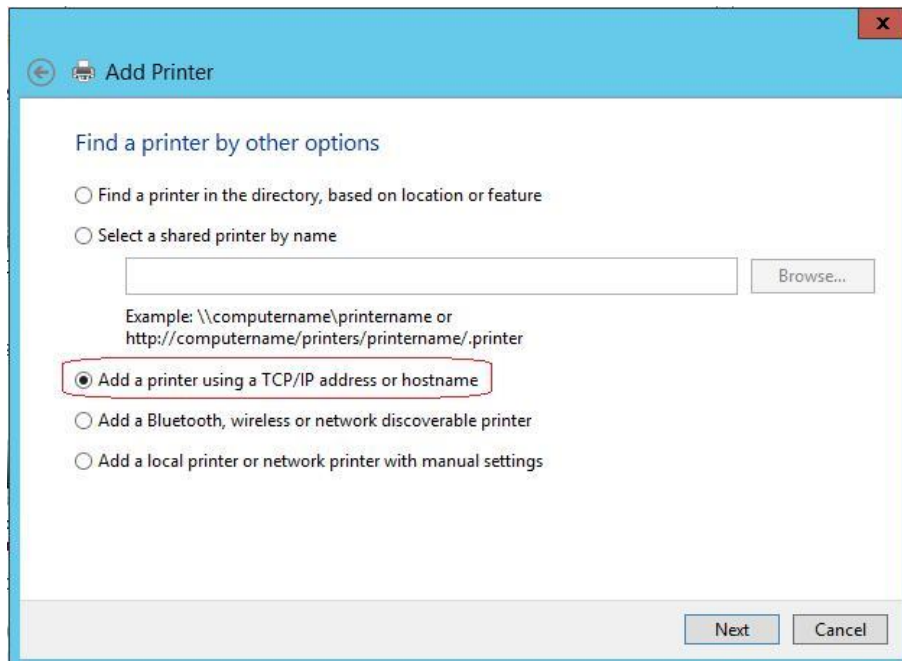 x
Add Printer
Find a printer by other options
Find a printer in the directory, based on location or feature
Select a shared printer by name
Browse...
Example: \\computername\printername or
http://computername/printers/printername/.printer
Add a printer using a TCP/IP address or hostname
Add a Bluetooth, wireless or network discoverable printer
Add a local printer or network printer with manual settings
Next Cancel